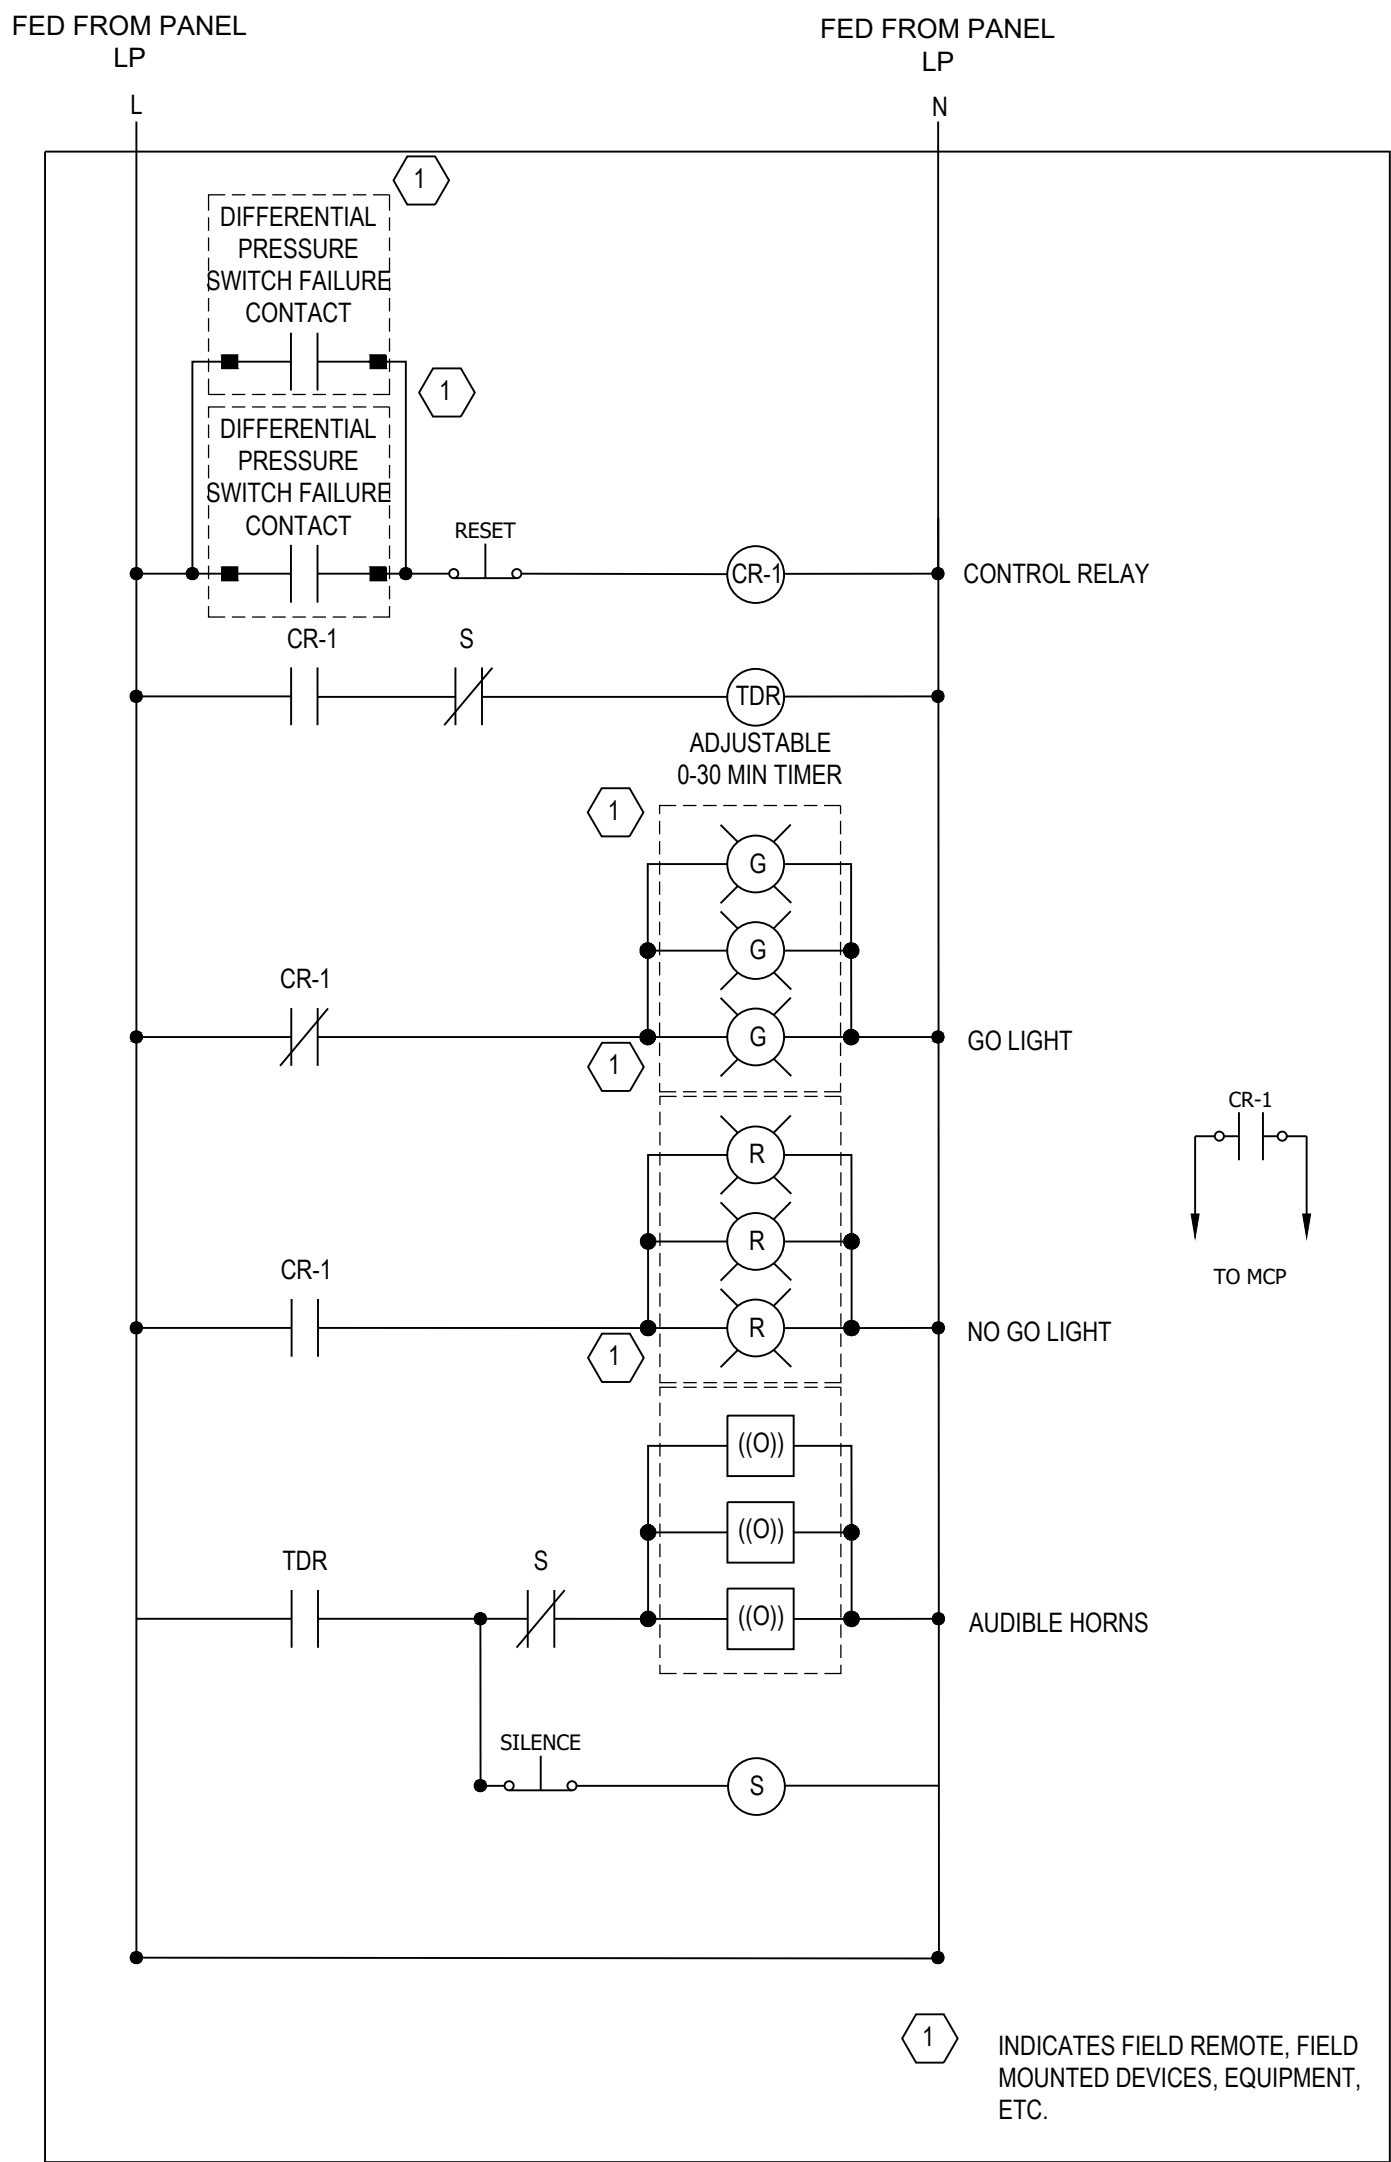 FED FROM PANEL
LP
FED FROM PANEL
LP
L
N
1
DIFFERENTIAL
PRESSURE
SWITCH FAILURE
CONTACT
1
DIFFERENTIAL
PRESSURE
SWITCH FAILURE
CONTACT
RESET
CR-1
CONTROL RELAY
CR-1
S
TDR
ADJUSTABLE
0-30 MIN TIMER
1
G
G
CR-1
G
GO LIGHT
1
CR-1
TO MCP
R
R
CR-1
R
NO GO LIGHT
1
((O))
((O))
TDR
S
((O))
AUDIBLE HORNS
SILENCE
S
1
INDICATES FIELD REMOTE, FIELD
MOUNTED DEVICES, EQUIPMENT,
ETC.